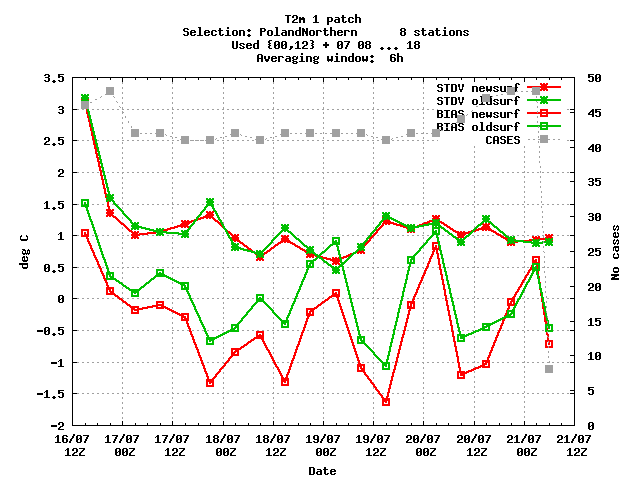 T2m 1 patch
Selection: PolandNorthern 8 stations
Used {00,12} + 07 08 ... 18
Averaging window: 6h
STDV newsurf
STDV oldsurf
BIAS newsurf
BIAS oldsurf
CASES
deg C
3.5
3
2.5
2
1.5
1
0.5
0
-0.5
-1
-1.5
-2
No cases
50
45
40
35
30
25
20
15
10
5
0
16/07 17/07 17/07 18/07 18/07 19/07 19/07 20/07 20/07 21/07 21/07
12Z 00Z 12Z 00Z 12Z 00Z 12Z 00Z 12Z 00Z 12Z
Date